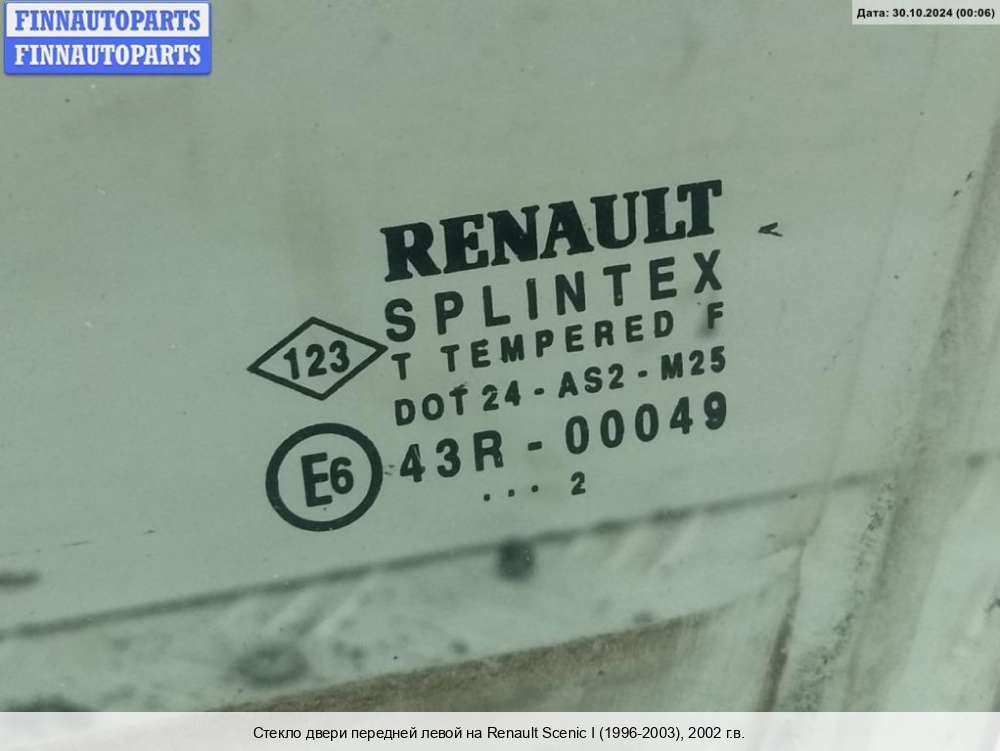 FINNAUTOPARTS
FINNAUTOPARTS
Дата: 30.10.2024 (00:06)
RENAULT
SPLINTEX
123
T TEMPERED F
DOT 24 - AS2 - M25
E6
43R - 00049
... 2
Стекло двери передней левой на Renault Scenic I (1996-2003), 2002 г.в.